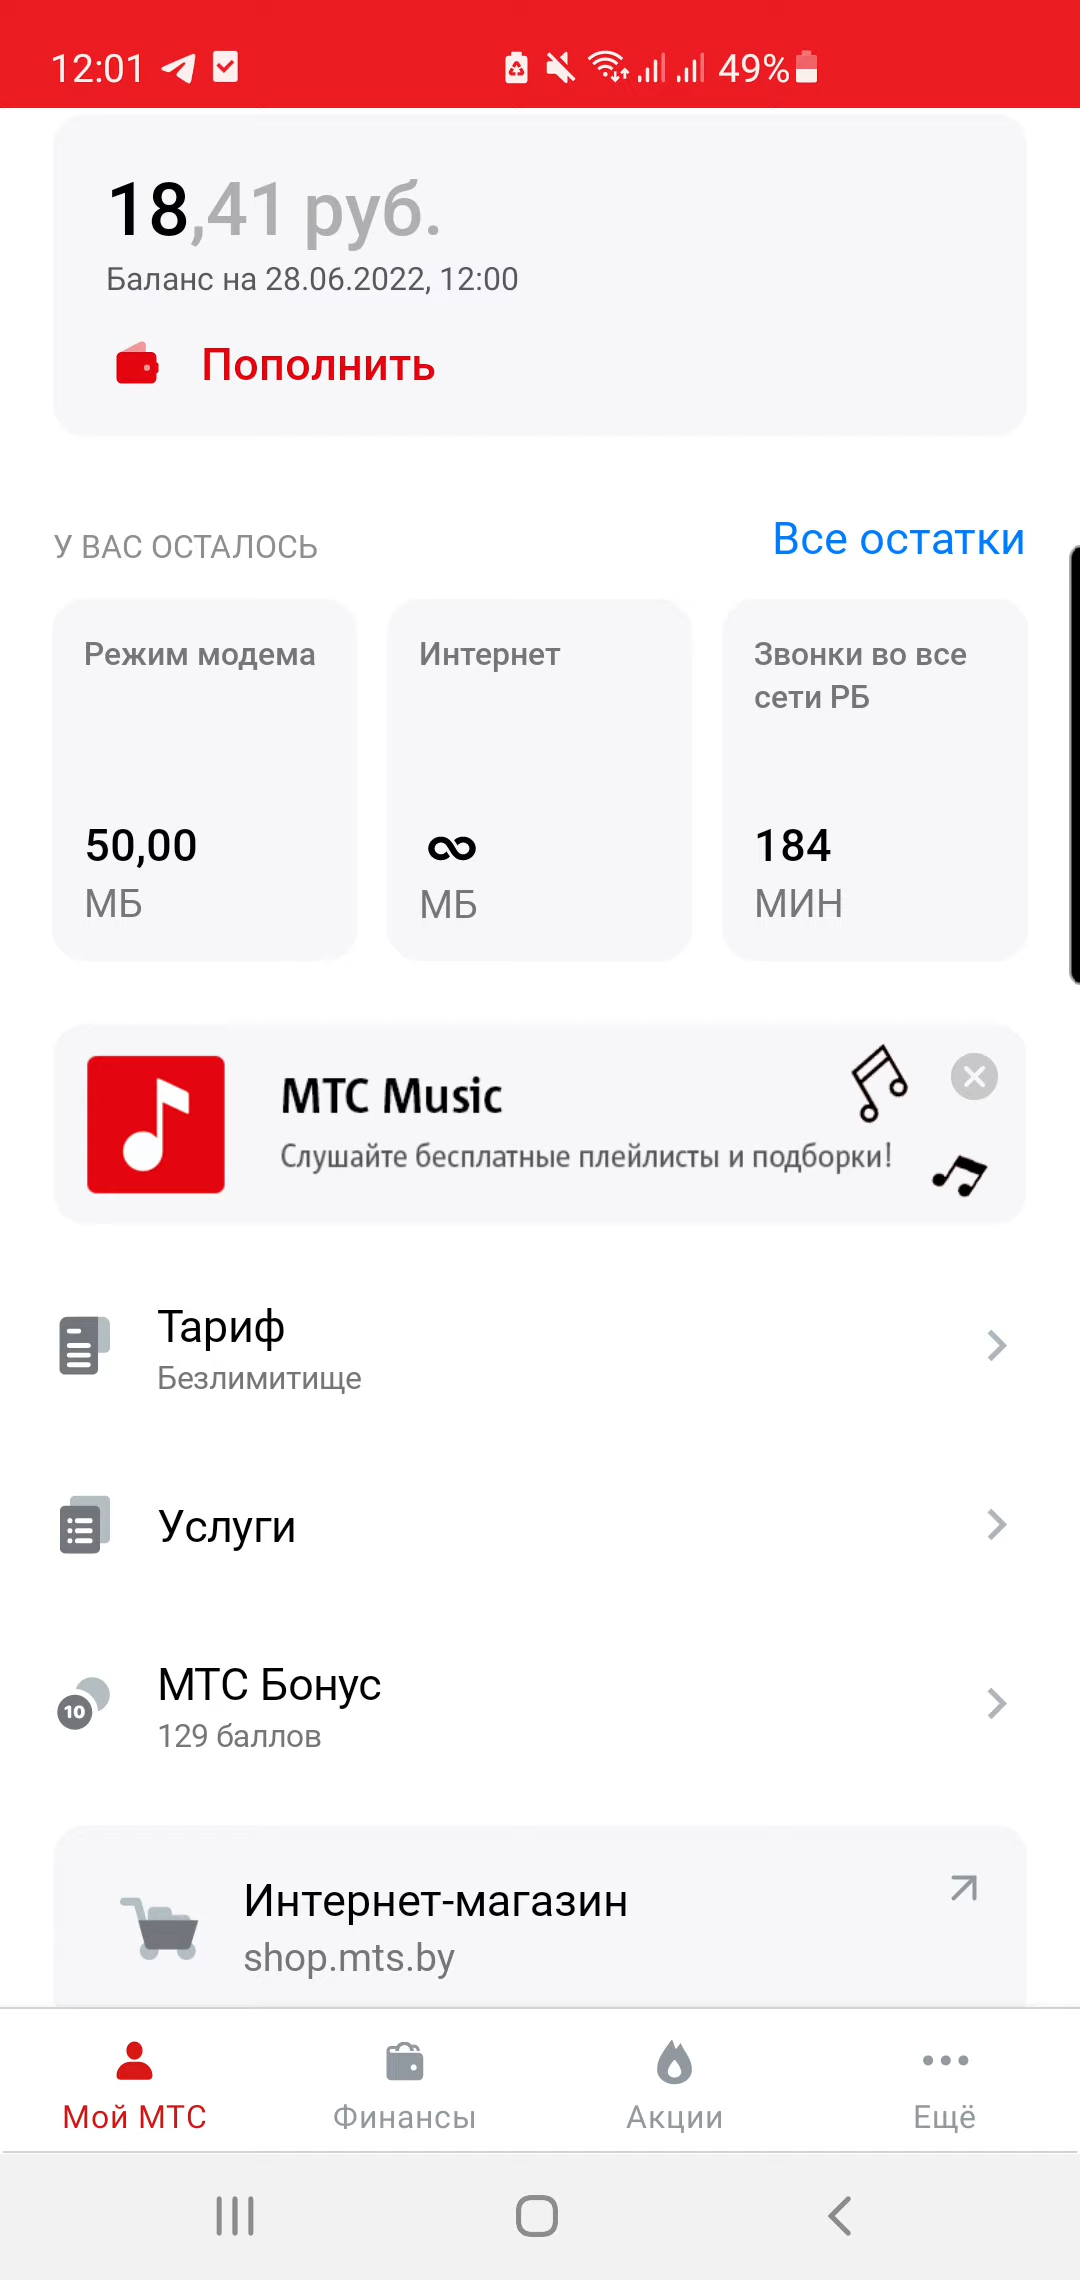 12:01 49%
18,41 руб.
Баланс на 28.06.2022, 12:00
Пополнить
У ВАС ОСТАЛОСЬ
Все остатки
Режим модема
50,00
МБ
Интернет
∞
МБ
Звонки во все
сети РБ
184
МИН
МТС Music
Слушайте бесплатные плейлисты и подборки!
Тариф
Безлимитище
Услуги
10
МТС Бонус
129 баллов
Интернет-магазин
shop.mts.by
Мой МТС
Финансы
Акции
Ещё